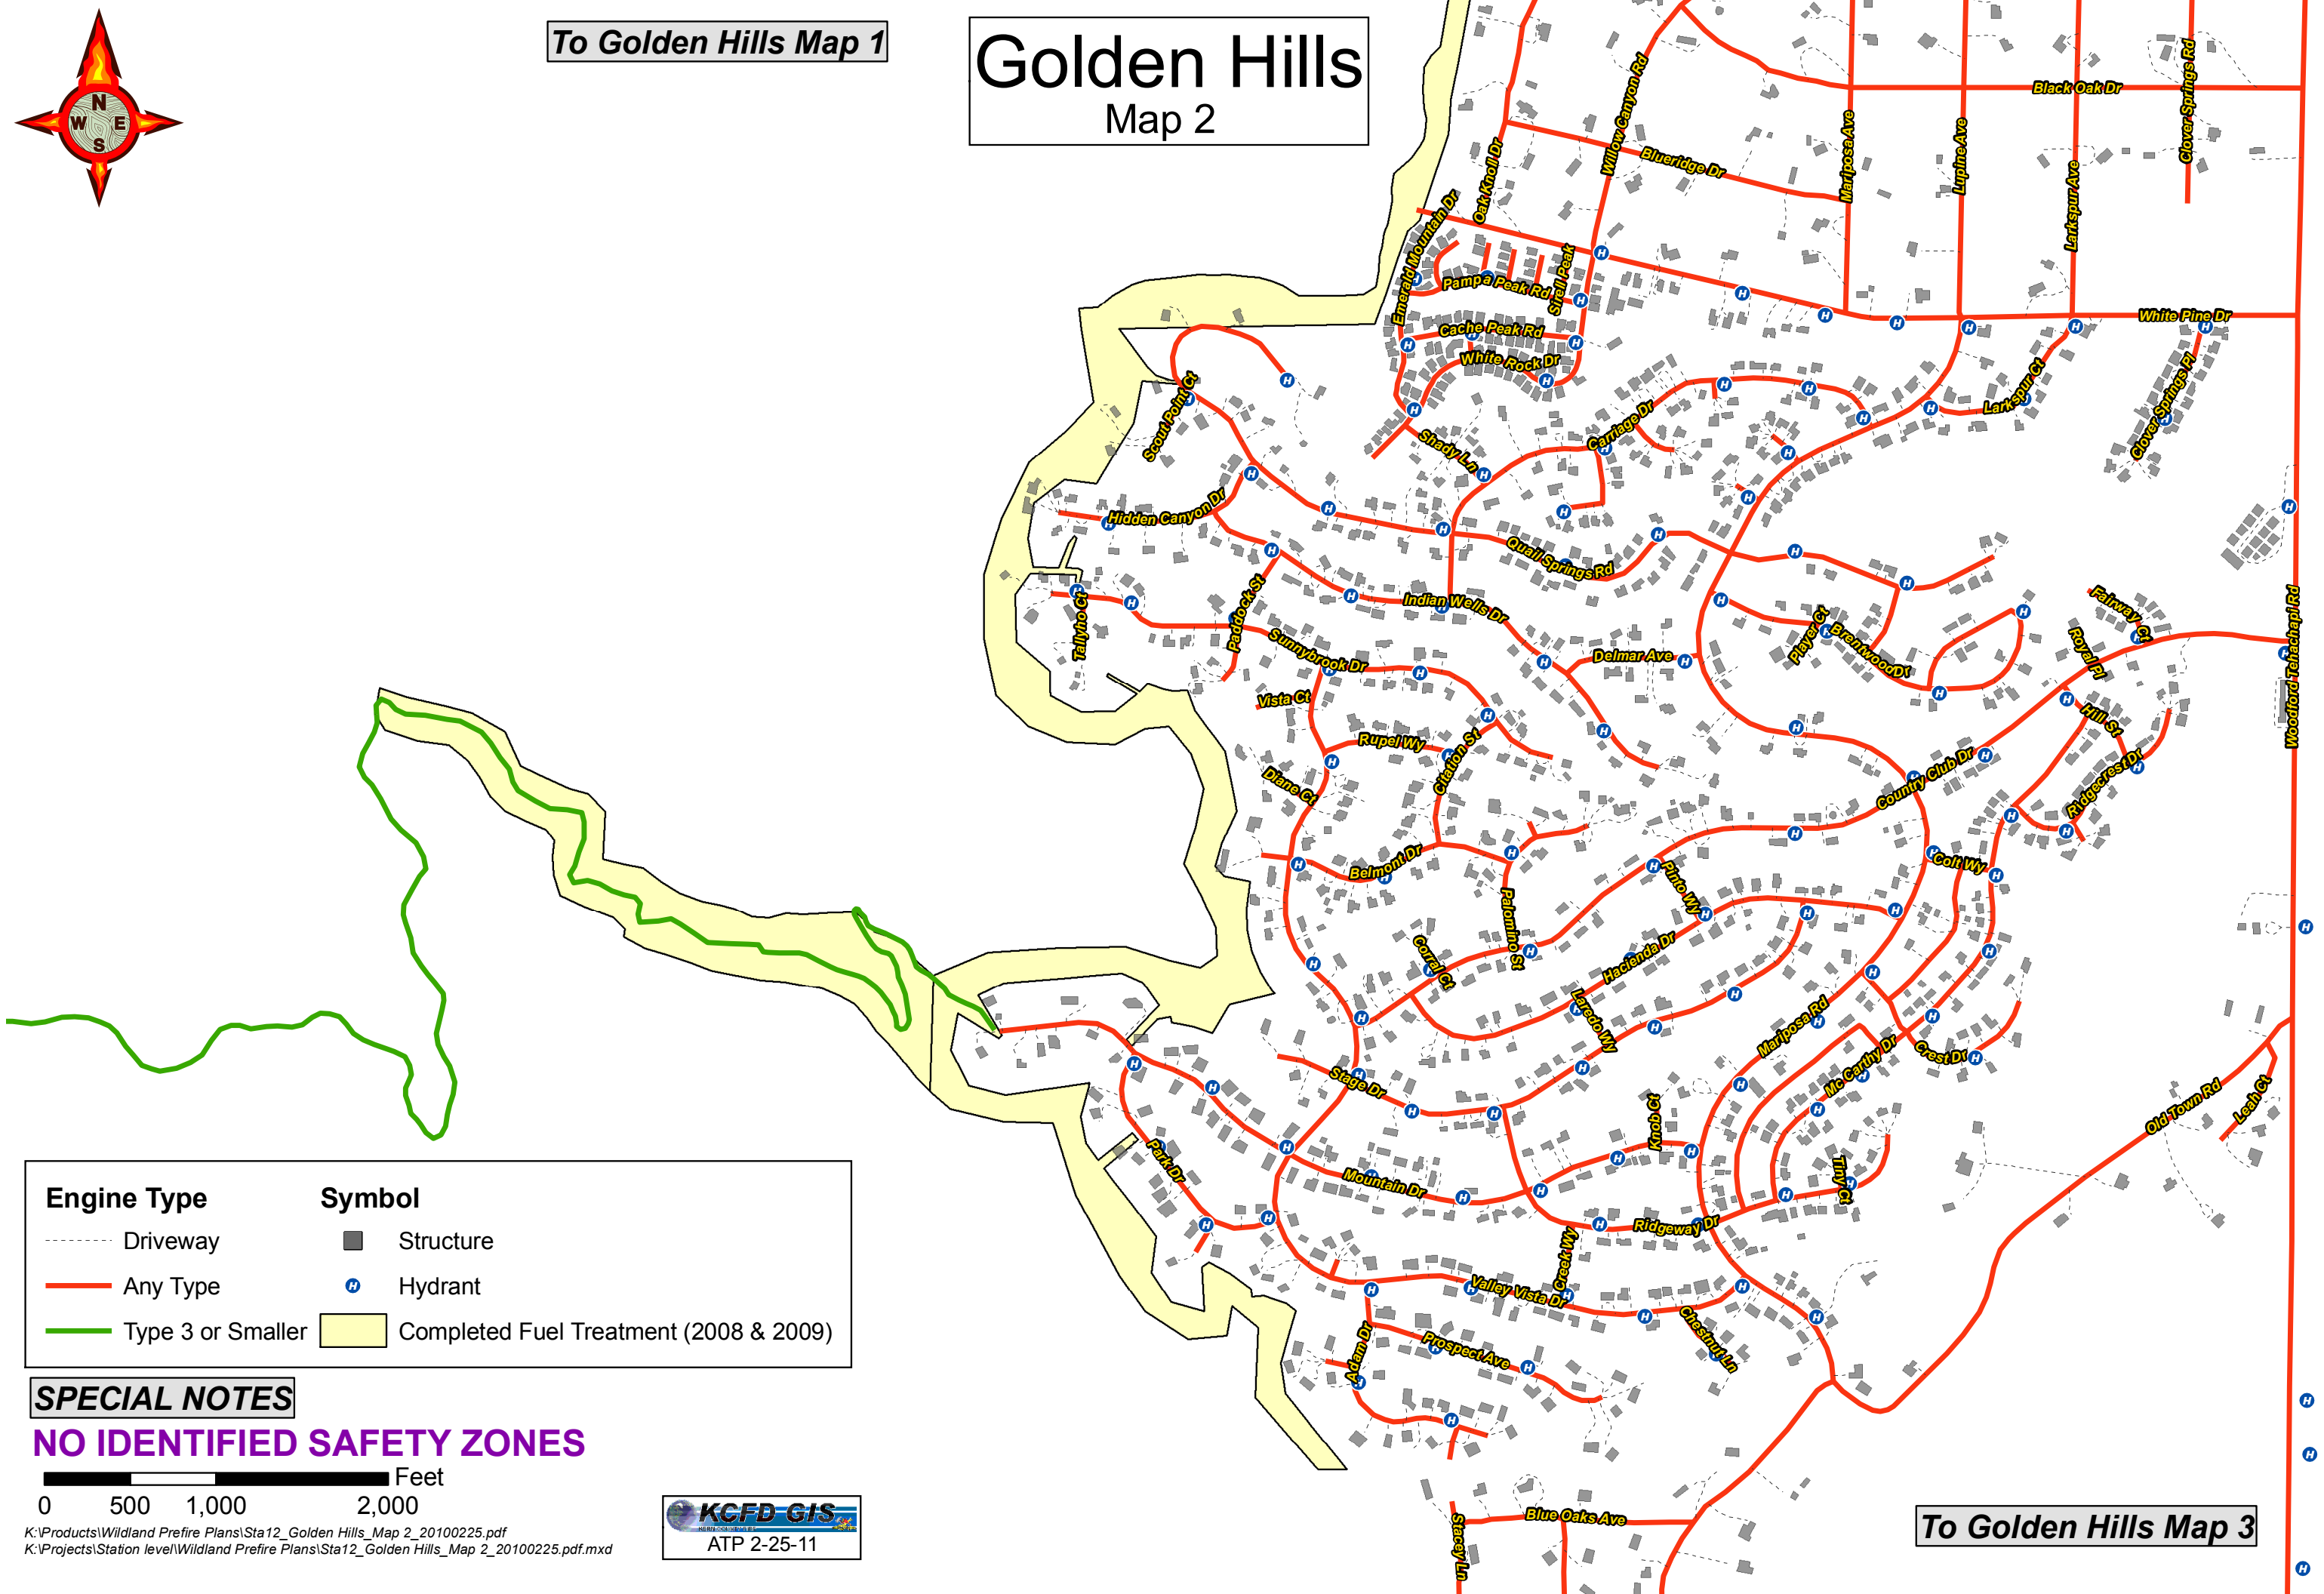 To Golden Hills Map 1
Golden Hills
Map 2
N
W E
S
Black Oak Dr
Clover Springs Rd
Willow Canyon Rd
Mariposa Ave
Lupine Ave
Larkspur Ave
Blueridge Dr
Oak Knoll Dr
Emerald Mountain Dr
Sirell Peak
Pampa Peak Rd
Cache Peak Rd
White Rock Dr
White Pine Dr
Clover Springs Pl
Larkspur Ct
Scout Point Ct
Shady Ln
Carriage Dr
Hidden Canyon Dr
Quail Springs Rd
Indian Wells Dr
Tallyho Ct
Paddock St
Sunnybrook Dr
Delmar Ave
Player Ct
Brentwood Dr
Fairway Ct
Royal Pl
Woodford Tehachapi Rd
Vista Ct
Rupel Wy
Citation St
Diane Ct
Hill St
Ridgecrest Dr
Country Club Dr
Belmont Dr
Palomino St
Pinto Wy
Colt Wy
Corral Ct
Hacienda Dr
Laredo Wy
Mariposa Rd
Mc Carthy Dr
Crest Dr
Stage Dr
Knob Ct
Old Town Rd
Leah Ct
Park Dr
Mountain Dr
Tiny Ct
Ridgeway Dr
Creek Wy
Valley Vista Dr
Chestnut Ln
Adam Dr
Prospect Ave
Blue Oaks Ave
Stacey Ln
Engine Type
Symbol
Driveway
Structure
Any Type
H Hydrant
Type 3 or Smaller
Completed Fuel Treatment (2008 & 2009)
SPECIAL NOTES
NO IDENTIFIED SAFETY ZONES
Feet
0 500 1,000 2,000
K:\Products\Wildland Prefire Plans\Sta12_Golden Hills_Map 2_20100225.pdf
K:\Projects\Station level\Wildland Prefire Plans\Sta12_Golden Hills_Map 2_20100225.pdf.mxd
KCFD GIS
ATP 2-25-11
To Golden Hills Map 3